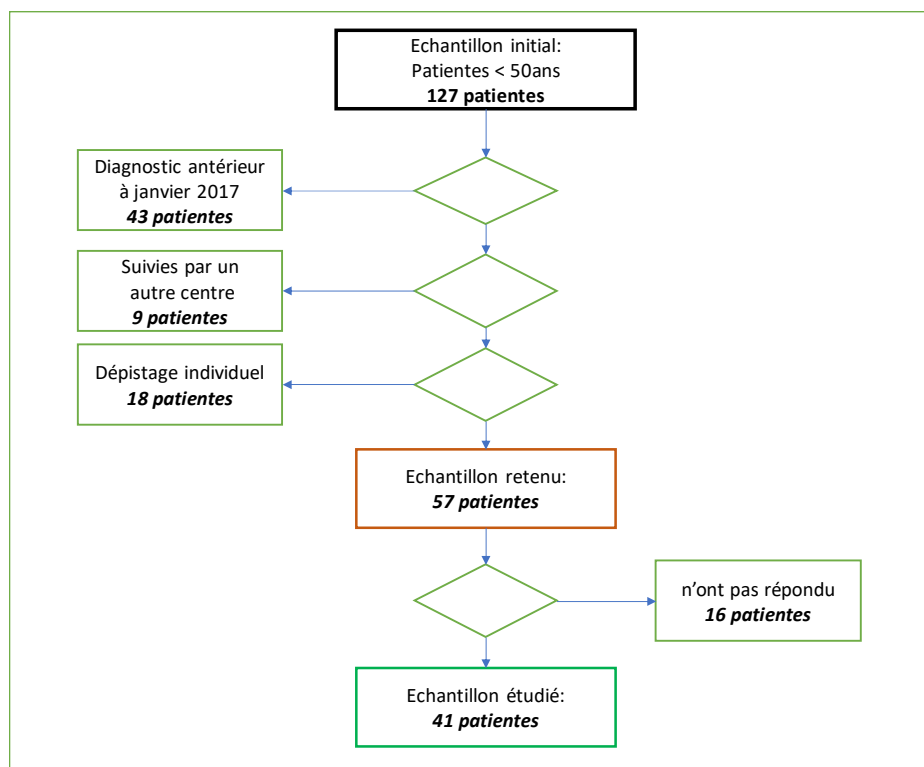 Echantillon initial:
Patientes < 50ans
127 patientes
Diagnostic antérieur
à janvier 2017
43 patientes
Suivies par un
autre centre
9 patientes
Dépistage individuel
18 patientes
Echantillon retenu:
57 patientes
n’ont pas répondu
16 patientes
Echantillon étudié:
41 patientes